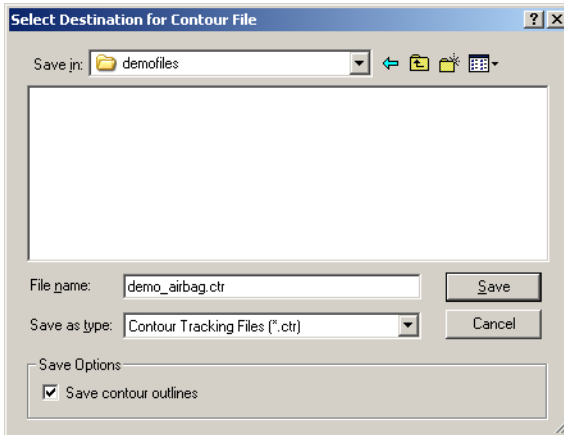 Select Destination for Contour File
Save in: demofiles
File name: demo_airbag.ctr Save
Save as type: Contour Tracking Files (*.ctr) Cancel
Save Options
Save contour outlines